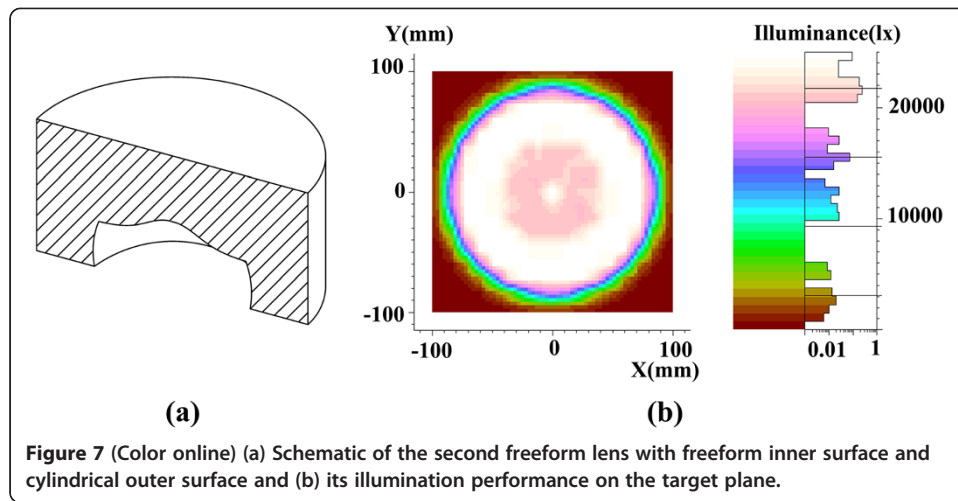 Y(mm)
Illuminance(lx)
100
0
-100
-100
0
100
X(mm)
20000
10000
0.01
1
(a)
(b)
Figure 7 (Color online) (a) Schematic of the second freeform lens with freeform inner surface and
cylindrical outer surface and (b) its illumination performance on the target plane.